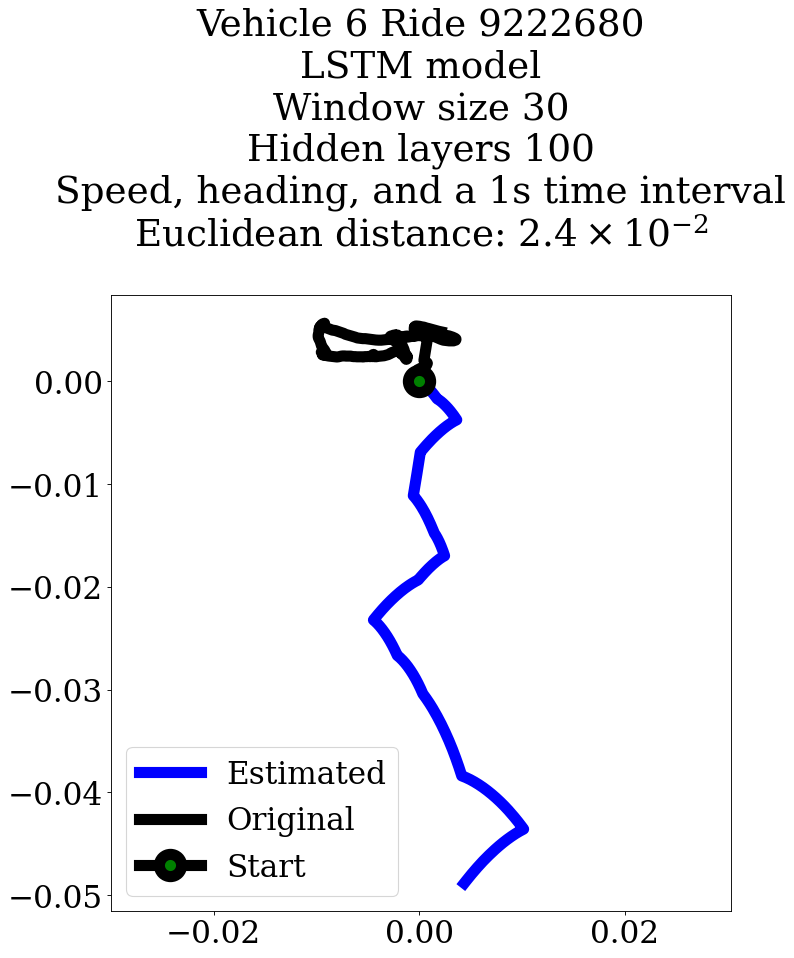 Vehicle 6 Ride 9222680
LSTM model
Window size 30
Hidden layers 100
Speed, heading, and a 1s time interval
Euclidean distance: 2.4 × 10⁻²
0.00
−0.01
−0.02
−0.03
−0.04
−0.05
Estimated
Original
Start
−0.02 0.00 0.02